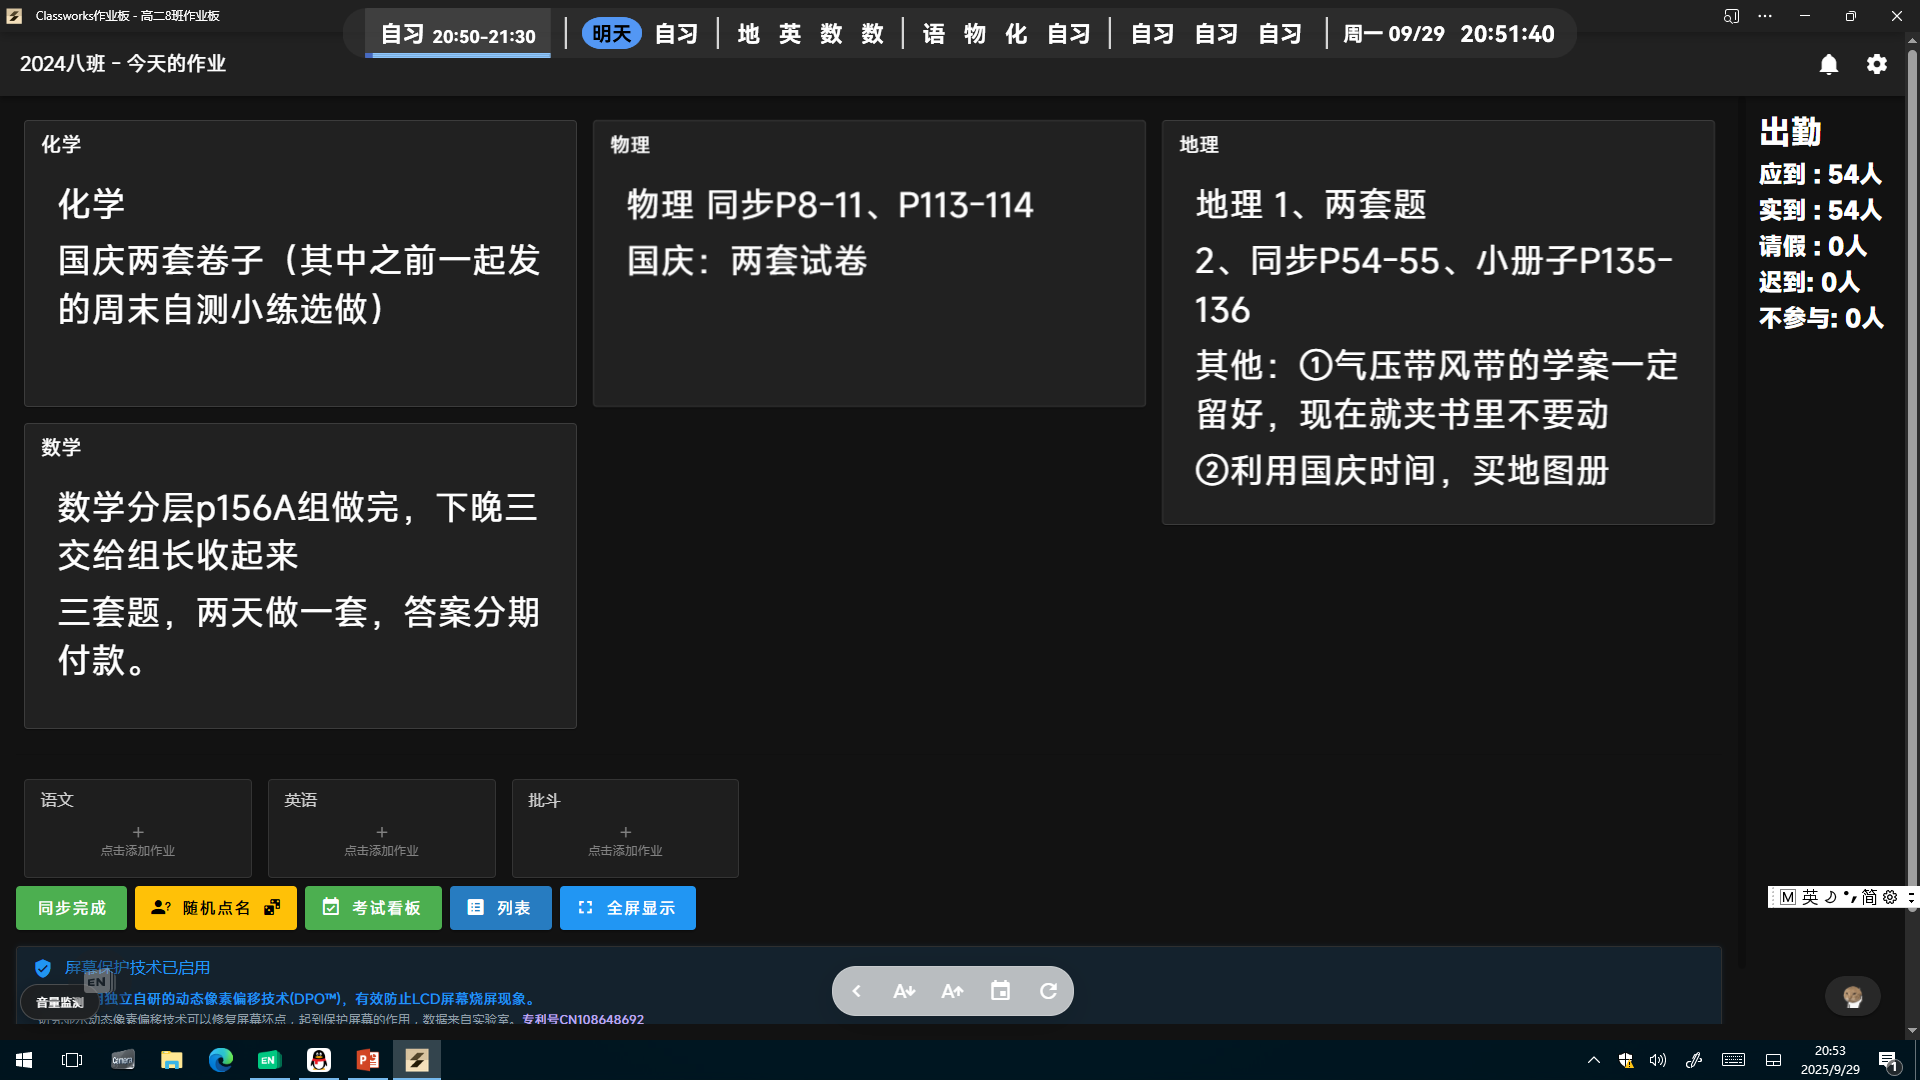 Classworks作业板 - 高二8班作业板
自习 20:50-21:30
明天 自习 地 英 数 数 语 物 化 自习 自习 自习 自习 周一 09/29 20:51:40
2024八班 - 今天的作业
化学
化学
国庆两套卷子（其中之前一起发
的周末自测小练选做）
物理
物理 同步P8-11、P113-114
国庆：两套试卷
地理
地理 1、两套题
2、同步P54-55、小册子P135-
136
其他：①气压带风带的学案一定
留好，现在就夹书里不要动
②利用国庆时间，买地图册
出勤
应到：54人
实到：54人
请假：0人
迟到: 0人
不参与: 0人
数学
数学分层p156A组做完，下晚三
交给组长收起来
三套题，两天做一套，答案分期
付款。
语文
+
点击添加作业
英语
+
点击添加作业
批斗
+
点击添加作业
同步完成
随机点名
考试看板
列表
全屏显示
M 英 简
屏幕保护技术已启用
EN
音量监测
独立自研的动态像素偏移技术(DPO™)，有效防止LCD屏幕烧屏现象。
动态像素偏移技术可以修复屏幕坏点，起到保护屏幕的作用，数据来自实验室。专利号CN108648692
A A
EN
20:53
2025/9/29
1